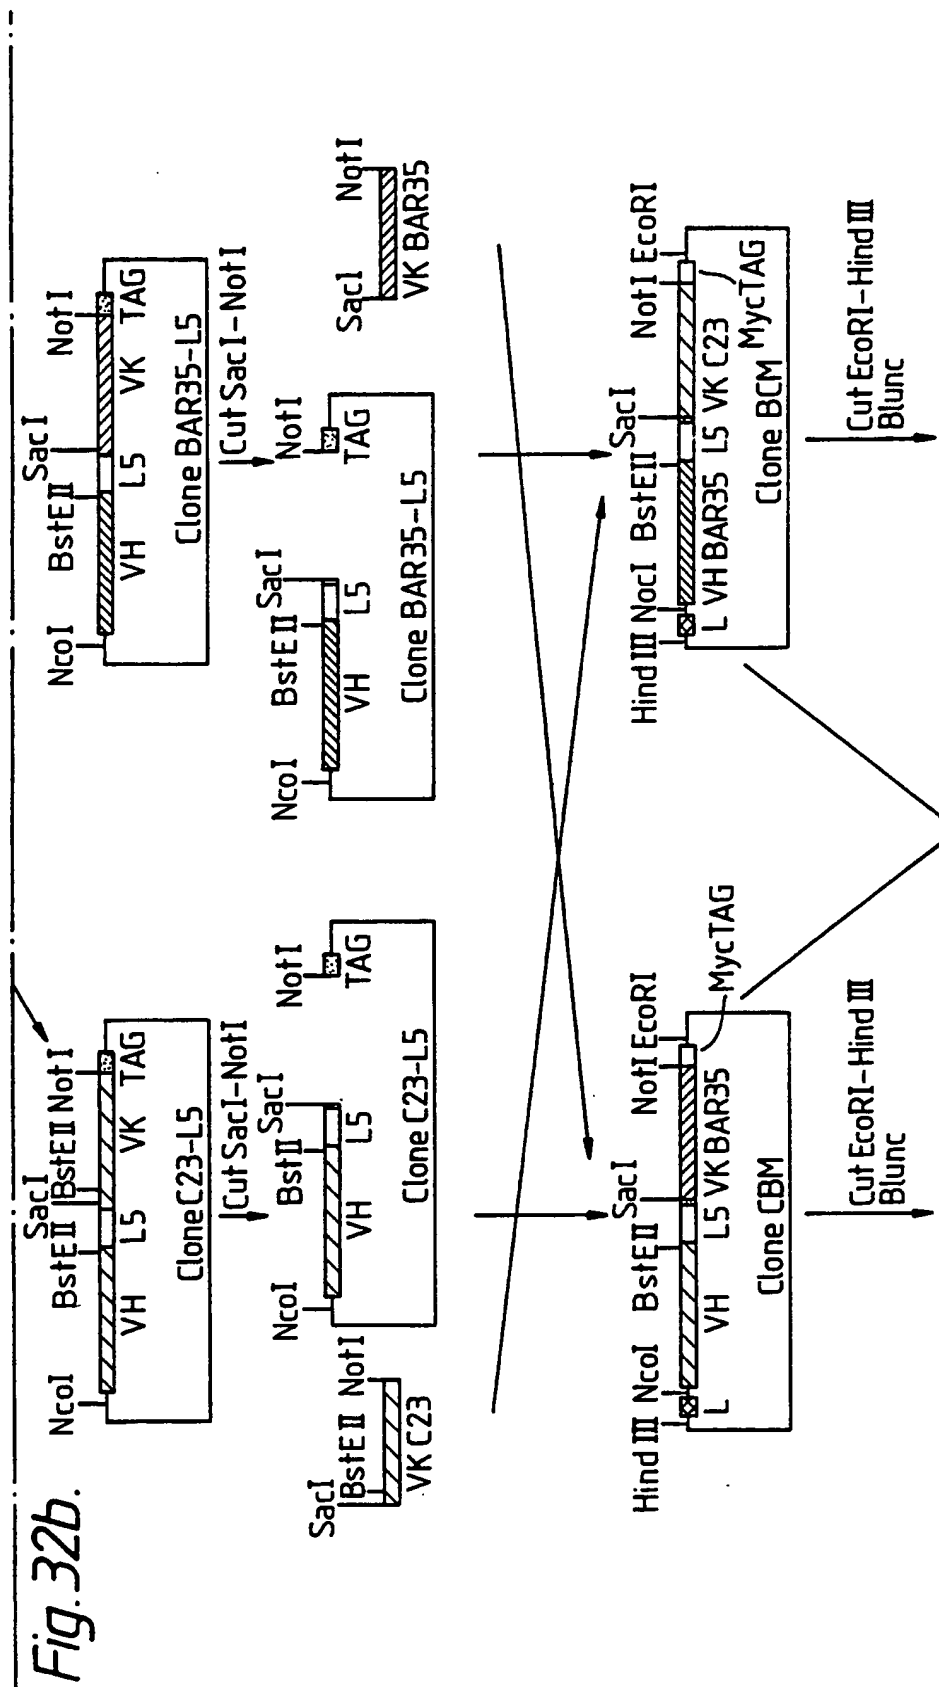 Fig. 32b.
NcoI
BstEII
SacI
BstEII
NotI
VH
L5
VK
TAG
Clone C23-L5
Cut SacI-NotI
NcoI
BstEII
SacI
NotI
VH
L5
VK
TAG
Clone BAR35-L5
Cut SacI-NotI
SacI
BstEII
NotI
VK C23
NcoI
BstII
SacI
NotI
VH
L5
TAG
Clone C23-L5
NcoI
BstEII
SacI
NotI
VH
L5
TAG
Clone BAR35-L5
SacI
NotI
VK BAR35
Hind III
NcoI
BstEII
SacI
NotI
EcoRI
L
VH
L5
VK BAR35
MycTAG
Clone CBM
Cut EcoRI-Hind III
Blunc
Hind III
NocI
BstEII
SacI
NotI
EcoRI
L
VH BAR35
L5
VK C23
MycTAG
Clone BCM
Cut EcoRI-Hind III
Blunc